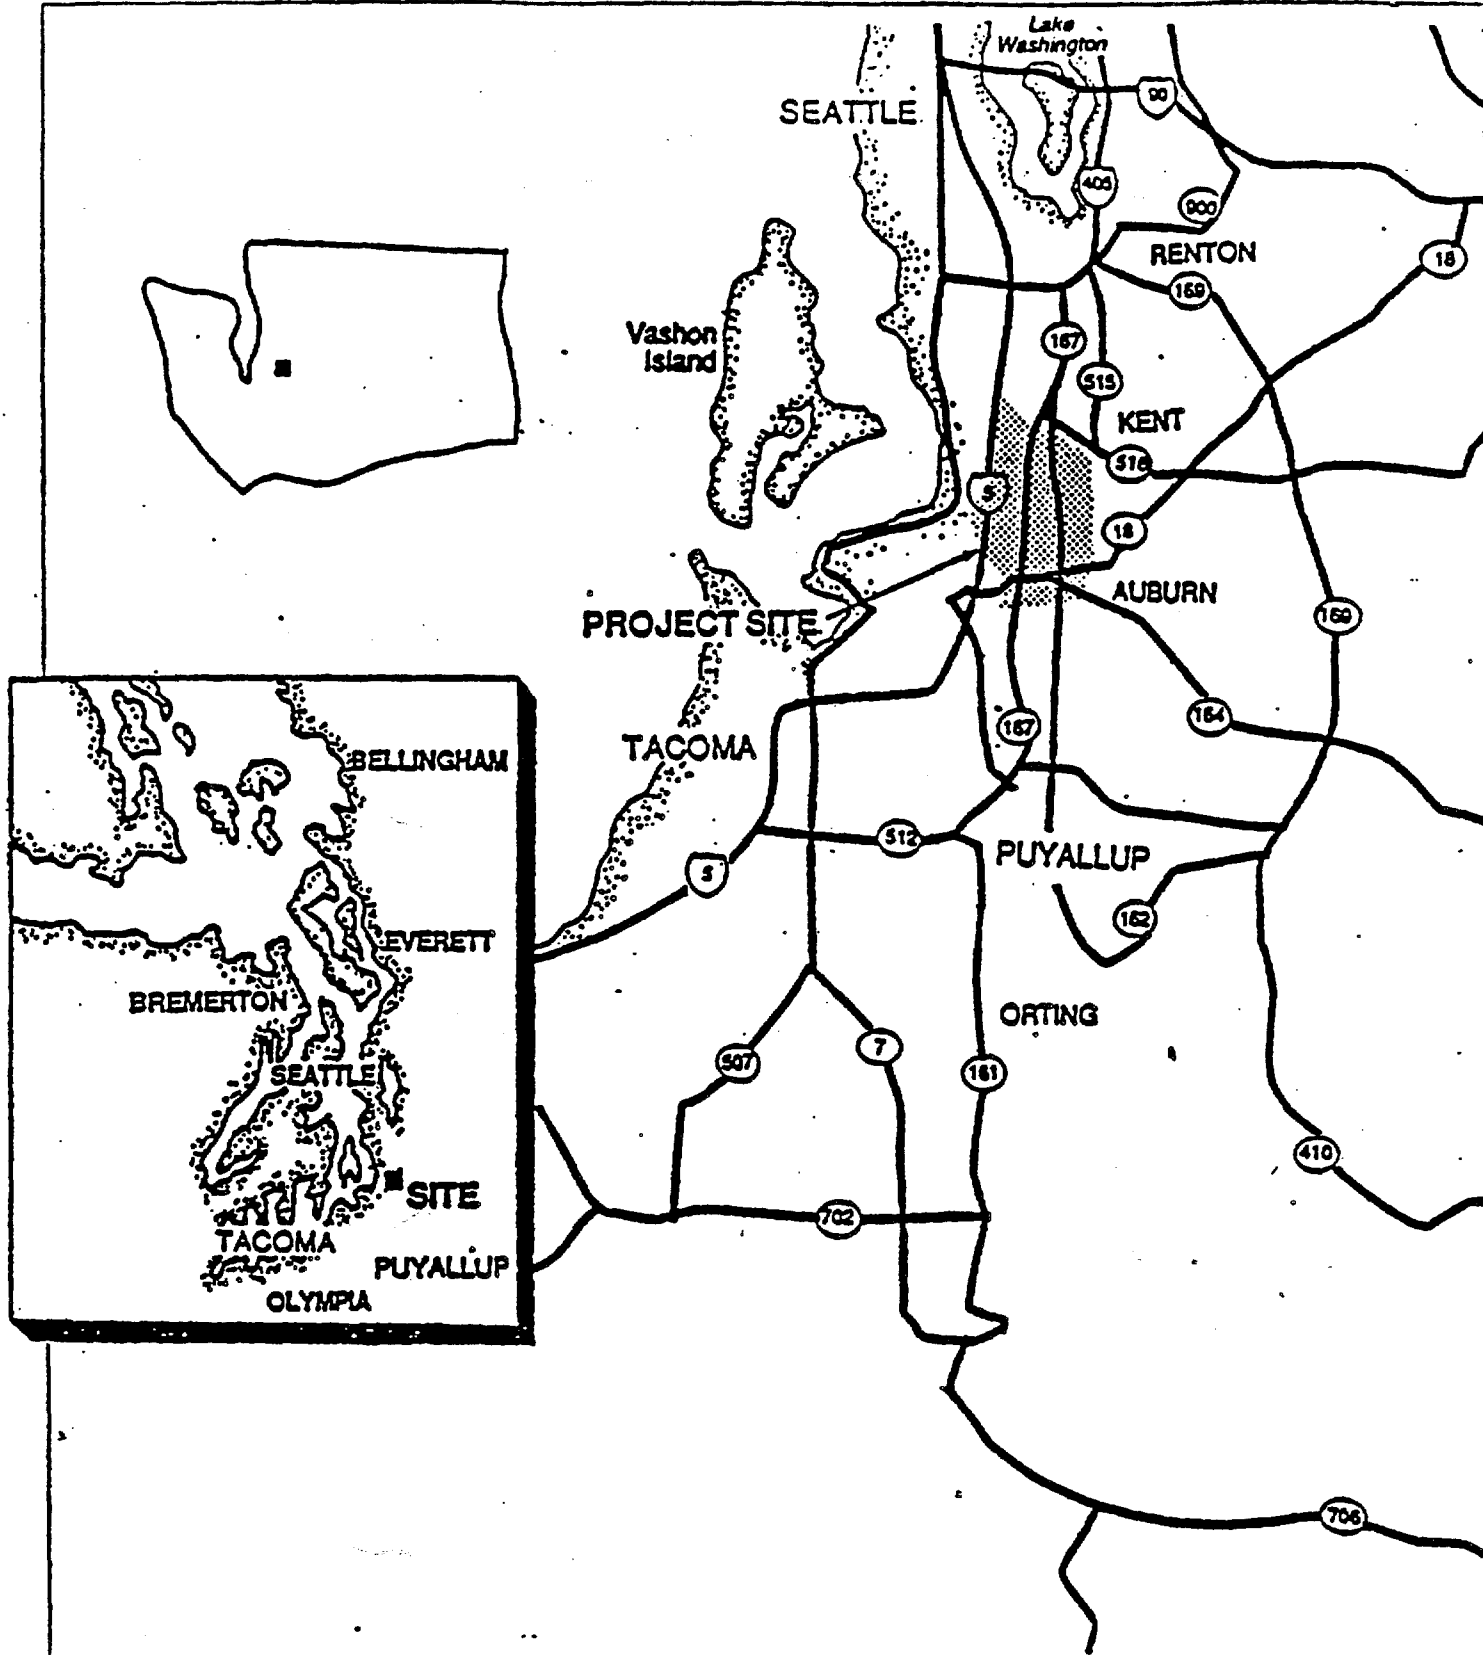 Lake
Washington
SEATTLE
90
405
900
RENTON
18
169
Vashon
Island
167
515
KENT
516
5
18
AUBURN
PROJECT SITE
169
164
167
TACOMA
BELLINGHAM
512
PUYALLUP
5
162
EVERETT
BREMERTON
ORTING
507
7
161
SEATTLE
410
SITE
702
TACOMA
PUYALLUP
OLYMPIA
706